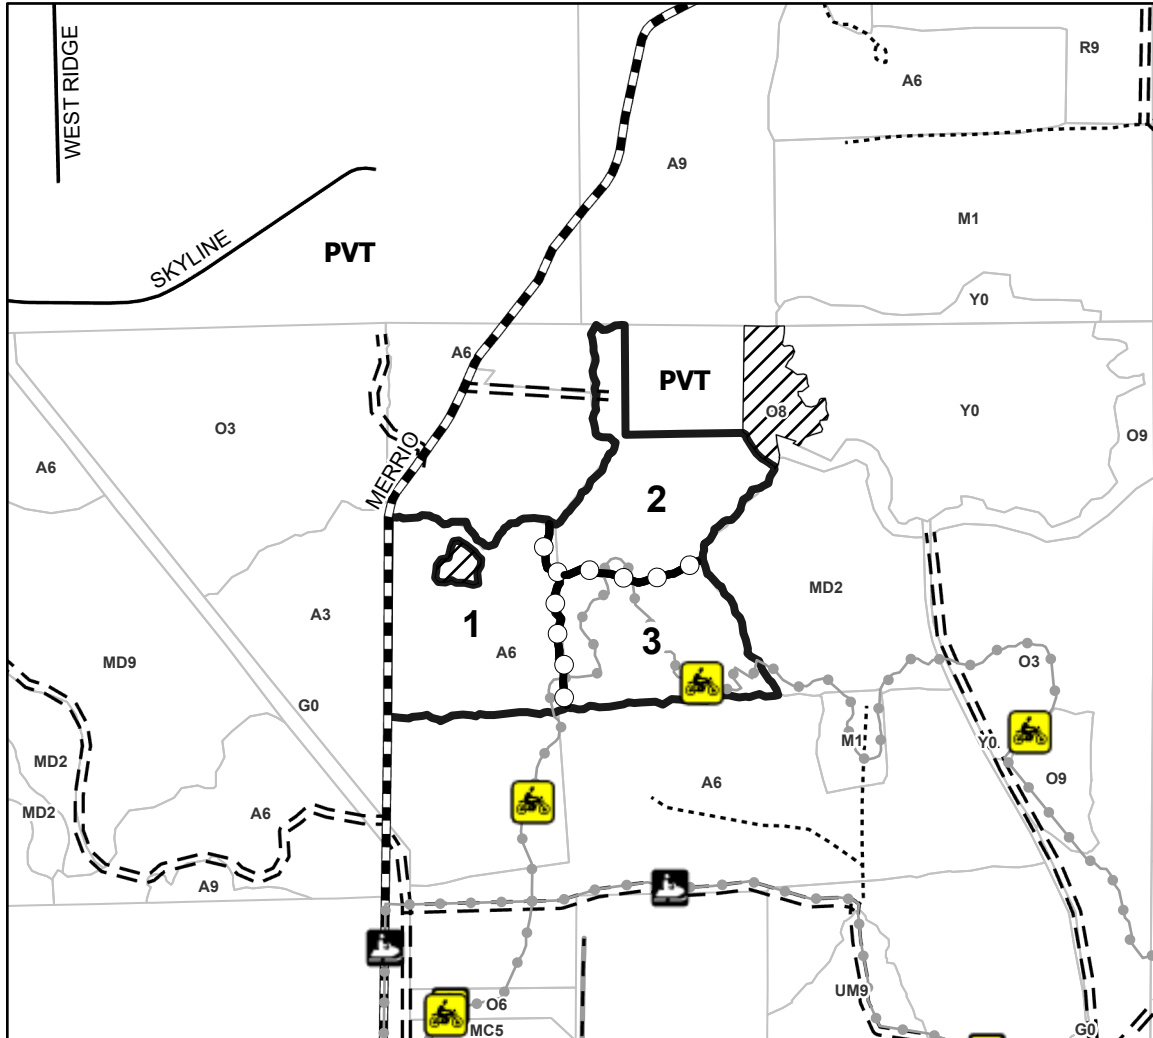 WEST RIDGE
R9
A6
A9
M1
SKYLINE
PVT
Y0
A6
PVT
O8
Y0
O3
O9
A6
MERRIO
2
MD2
A3
1
A6
3
MD9
O3
G0
M1
Y0.
MD2
A6
O9
MD2
A6
A9
UM9
O6
MC5
G0